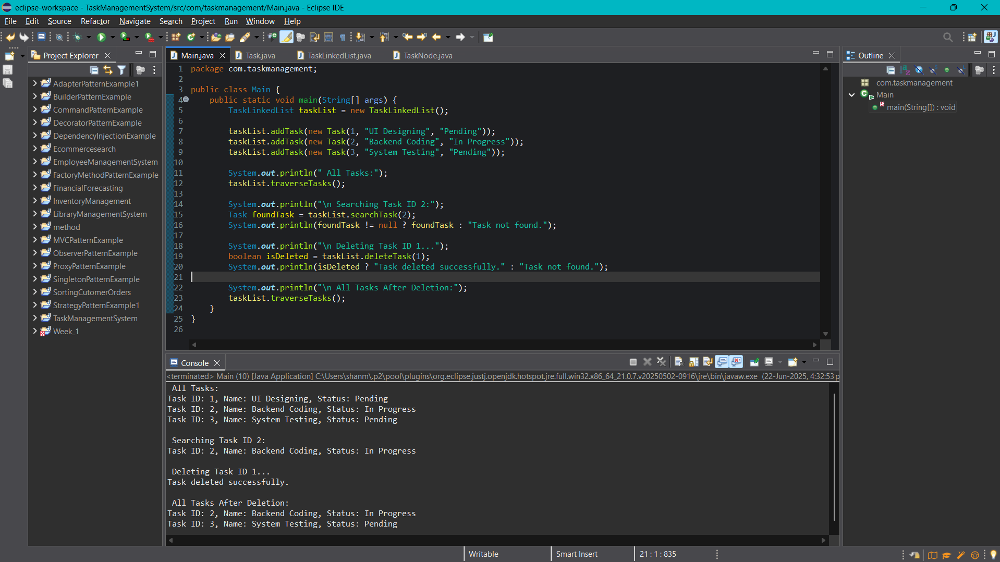 eclipse-workspace - TaskManagementSystem/src/com/taskmanagement/Main.java - Eclipse IDE
File Edit Source Refactor Navigate Search Project Run Window Help
Project Explorer
AdapterPatternExample1
BuilderPatternExample
CommandPatternExample
DecoratorPatternExample
DependencyInjectionExample
Ecommercesearch
EmployeeManagementSystem
FactoryMethodPatternExample
FinancialForecasting
InventoryManagement
LibraryManagementSystem
method
MVCPatternExample
ObserverPatternExample
ProxyPatternExample
SingletonPatternExample
SortingCutomerOrders
StrategyPatternExample1
TaskManagementSystem
Week_1
Main.java Task.java TaskLinkedList.java TaskNode.java
1 package com.taskmanagement;
2
3 public class Main {
4     public static void main(String[] args) {
5         TaskLinkedList taskList = new TaskLinkedList();
6
7         taskList.addTask(new Task(1, "UI Designing", "Pending"));
8         taskList.addTask(new Task(2, "Backend Coding", "In Progress"));
9         taskList.addTask(new Task(3, "System Testing", "Pending"));
10
11         System.out.println(" All Tasks:");
12         taskList.traverseTasks();
13
14         System.out.println("\n Searching Task ID 2:");
15         Task foundTask = taskList.searchTask(2);
16         System.out.println(foundTask != null ? foundTask : "Task not found.");
17
18         System.out.println("\n Deleting Task ID 1...");
19         boolean isDeleted = taskList.deleteTask(1);
20         System.out.println(isDeleted ? "Task deleted successfully." : "Task not found.");
21
22         System.out.println("\n All Tasks After Deletion:");
23         taskList.traverseTasks();
24     }
25 }
26
Console
<terminated> Main (10) [Java Application] C:\Users\shanm\.p2\pool\plugins\org.eclipse.justj.openjdk.hotspot.jre.full.win32.x86_64_21.0.7.v20250502-0916\jre\bin\javaw.exe (22-Jun-2025, 4:32:53 p
 All Tasks:
Task ID: 1, Name: UI Designing, Status: Pending
Task ID: 2, Name: Backend Coding, Status: In Progress
Task ID: 3, Name: System Testing, Status: Pending

 Searching Task ID 2:
Task ID: 2, Name: Backend Coding, Status: In Progress

 Deleting Task ID 1...
Task deleted successfully.

 All Tasks After Deletion:
Task ID: 2, Name: Backend Coding, Status: In Progress
Task ID: 3, Name: System Testing, Status: Pending
Outline
com.taskmanagement
Main
main(String[]) : void
Writable Smart Insert 21 : 1 : 835